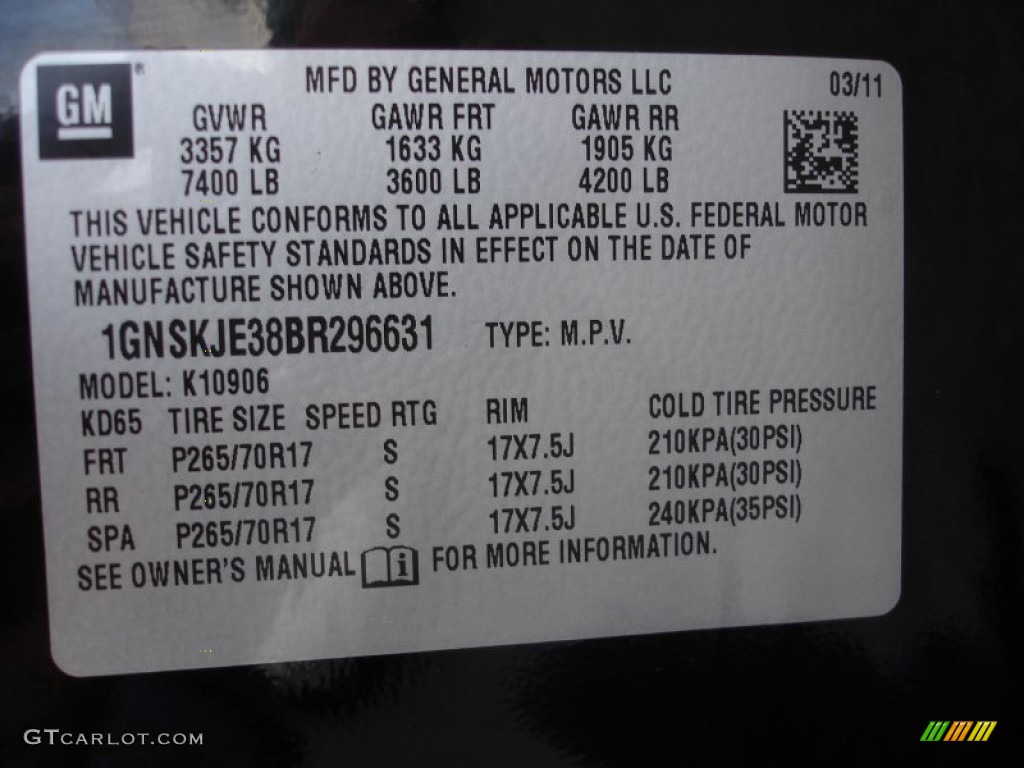 GM® MFD BY GENERAL MOTORS LLC 03/11
GVWR GAWR FRT GAWR RR
3357 KG 1633 KG 1905 KG
7400 LB 3600 LB 4200 LB
THIS VEHICLE CONFORMS TO ALL APPLICABLE U.S. FEDERAL MOTOR
VEHICLE SAFETY STANDARDS IN EFFECT ON THE DATE OF
MANUFACTURE SHOWN ABOVE.
1GNSKJE38BR296631 TYPE: M.P.V.
MODEL: K10906
KD65 TIRE SIZE SPEED RTG RIM COLD TIRE PRESSURE
FRT P265/70R17 S 17X7.5J 210KPA(30PSI)
RR P265/70R17 S 17X7.5J 210KPA(30PSI)
SPA P265/70R17 S 17X7.5J 240KPA(35PSI)
SEE OWNER'S MANUAL i FOR MORE INFORMATION.
GTCARLOT.COM